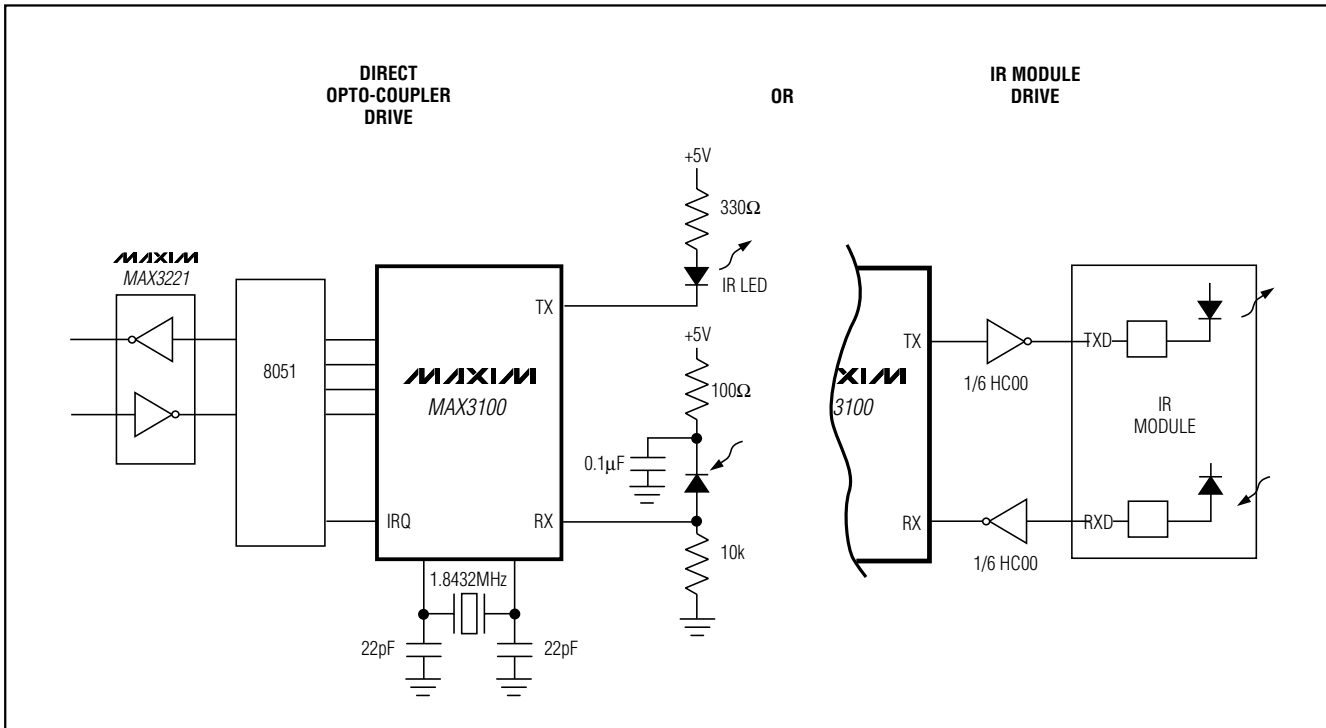 DIRECT
OPTO-COUPLER
DRIVE
OR
IR MODULE
DRIVE
MAXIM
MAX3221
8051
MAXIM
MAX3100
TX
IRQ
RX
1.8432MHz
22pF
22pF
+5V
330Ω
IR LED
+5V
100Ω
0.1µF
10k
XIM
3100
TX
RX
1/6 HC00
1/6 HC00
TXD
RXD
IR
MODULE